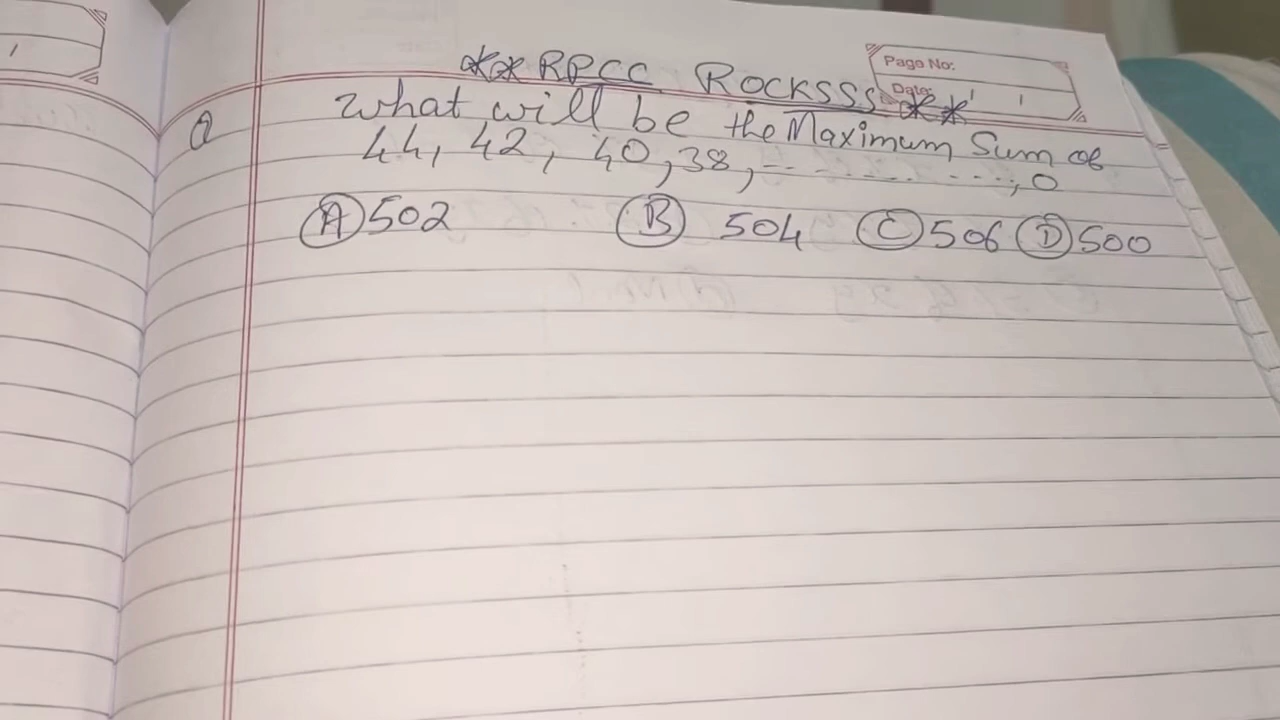 ** RPCC ROCKSSS **
Page No:
Date:
Q What will be the Maximum Sum of
44, 42, 40, 38, - - - - - - - - - , 0
(A) 502 (B) 504 (C) 506 (D) 500